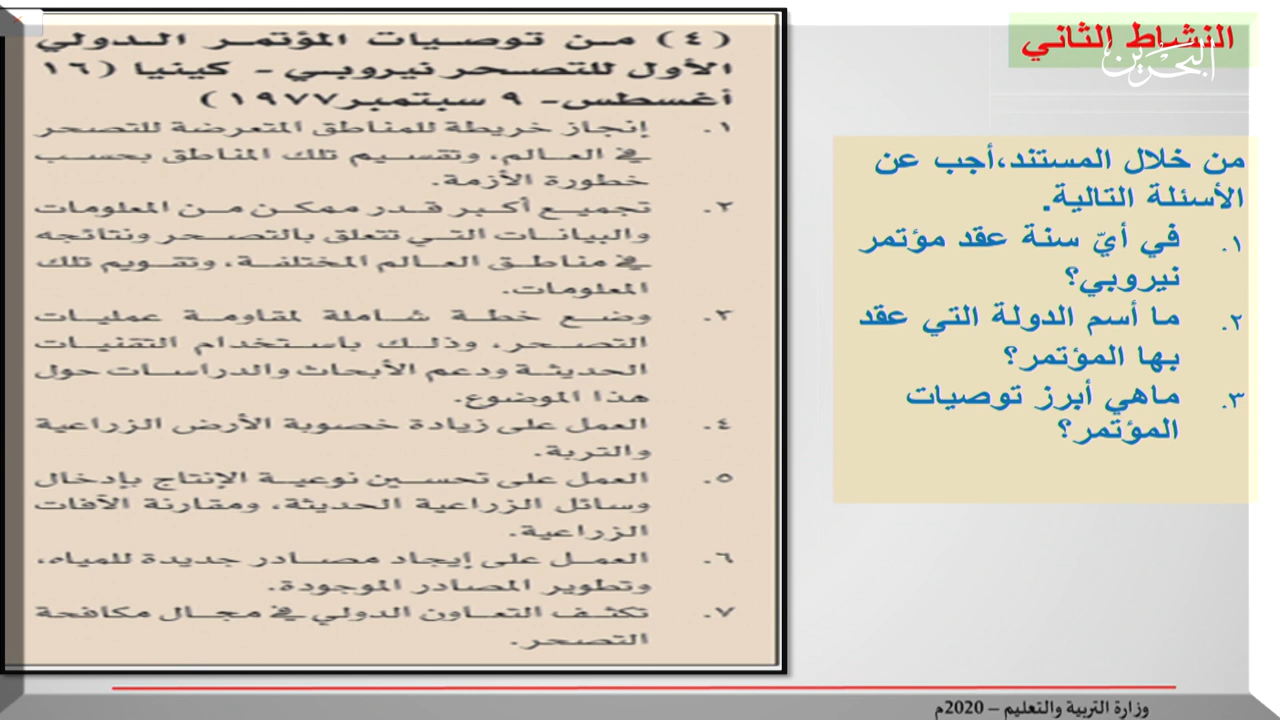 النشاط الثاني
البحرين
من خلال المستند،أجب عن
الأسئلة التالية.
١. في أيّ سنة عقد مؤتمر
نيروبي؟
٢. ما أسم الدولة التي عقد
بها المؤتمر؟
٣. ماهي أبرز توصيات
المؤتمر؟
(٤) من توصيات المؤتمر الدولي
الأول للتصحر نيروبي - كينيا (١٦
أغسطس- ٩ سبتمبر١٩٧٧)
١. إنجاز خريطة للمناطق المتعرضة للتصحر
في العالم، وتقسيم تلك المناطق بحسب
خطورة الأزمة.
٢. تجميع أكبر قدر ممكن من المعلومات
والبيانات التي تتعلق بالتصحر ونتائجه
في مناطق العالم المختلفة، وتقويم تلك
المعلومات.
٣. وضع خطة شاملة لمقاومة عمليات
التصحر، وذلك باستخدام التقنيات
الحديثة ودعم الأبحاث والدراسات حول
هذا الموضوع.
٤. العمل على زيادة خصوبة الأرض الزراعية
والتربة.
٥. العمل على تحسين نوعية الإنتاج بإدخال
وسائل الزراعية الحديثة، ومقارنة الآفات
الزراعية.
٦. العمل على إيجاد مصادر جديدة للمياه،
وتطوير المصادر الموجودة.
٧. تكثف التعاون الدولي في مجال مكافحة
التصحر.
وزارة التربية والتعليم – 2020م